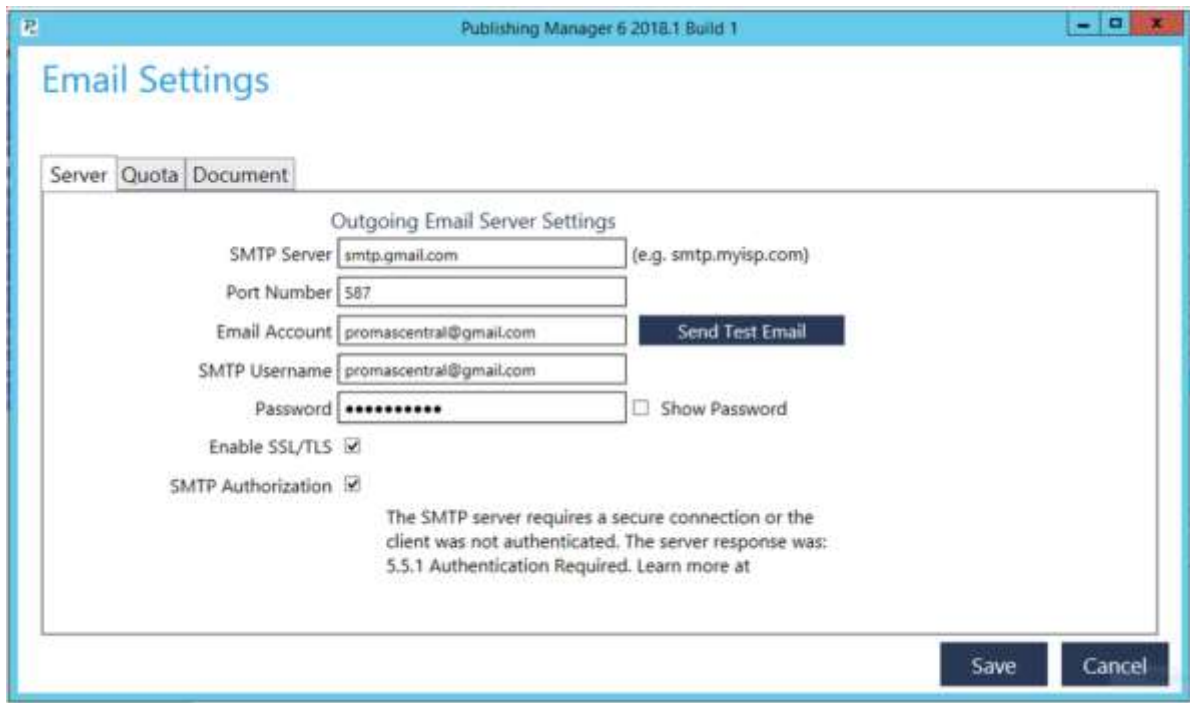 Publishing Manager 6 2018.1 Build 1
Email Settings
Server Quota Document
Outgoing Email Server Settings
SMTP Server smtp.gmail.com (e.g. smtp.myisp.com)
Port Number 587
Email Account promascentral@gmail.com Send Test Email
SMTP Username promascentral@gmail.com
Password •••••••••• Show Password
Enable SSL/TLS
SMTP Authorization
The SMTP server requires a secure connection or the
client was not authenticated. The server response was:
5.5.1 Authentication Required. Learn more at
Save Cancel